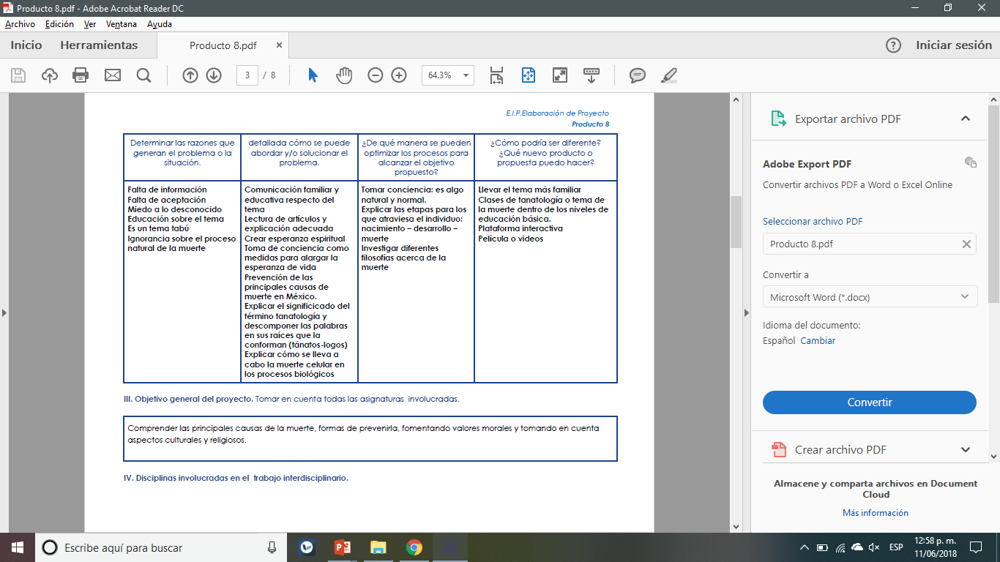 Producto 8.pdf - Adobe Acrobat Reader DC
Archivo Edición Ver Ventana Ayuda
Inicio Herramientas Producto 8.pdf × Iniciar sesión
3 / 8 64.3%
E.I.P.Elaboración de Proyecto
Producto 8
Determinar las razones que
generan el problema o la
situación.
detallada cómo se puede
abordar y/o solucionar el
problema.
¿De qué manera se pueden
optimizar los procesos para
alcanzar el objetivo
propuesto?
¿Cómo podría ser diferente?
¿Qué nuevo producto o
propuesta puedo hacer?
Falta de información
Falta de aceptación
Miedo a lo desconocido
Educación sobre el tema
Es un tema tabú
Ignorancia sobre el proceso
natural de la muerte
Comunicación familiar y
educativa respecto del
tema
Lectura de artículos y
explicación adecuada
Crear esperanza espiritual
Toma de conciencia como
medidas para alargar la
esperanza de vida
Prevención de las
principales causas de
muerte en México.
Explicar el significado del
término tanatología y
descomponer las palabras
en sus raíces que la
conforman (tánatos-logos)
Explicar cómo se lleva a
cabo la muerte celular en
los procesos biológicos
Tomar conciencia: es algo
natural y normal.
Explicar las etapas para los
que atraviesa el individuo:
nacimiento – desarrollo –
muerte
Investigar diferentes
filosofías acerca de la
muerte
Llevar el tema más familiar
Clases de tanatología o tema de
la muerte dentro de los niveles de
educación básica.
Plataforma interactiva
Película o videos
III. Objetivo general del proyecto. Tomar en cuenta todas las asignaturas involucradas.
Comprender las principales causas de la muerte, formas de prevenirla, fomentando valores morales y tomando en cuenta
aspectos culturales y religiosos.
IV. Disciplinas involucradas en el trabajo interdisciplinario.
Exportar archivo PDF
Adobe Export PDF
Convertir archivos PDF a Word o Excel Online
Seleccionar archivo PDF
Producto 8.pdf
Convertir a
Microsoft Word (*.docx)
Idioma del documento:
Español Cambiar
Convertir
Crear archivo PDF
Almacene y comparta archivos en Document
Cloud
Más información
Escribe aquí para buscar
ESP
12:58 p. m.
11/06/2018